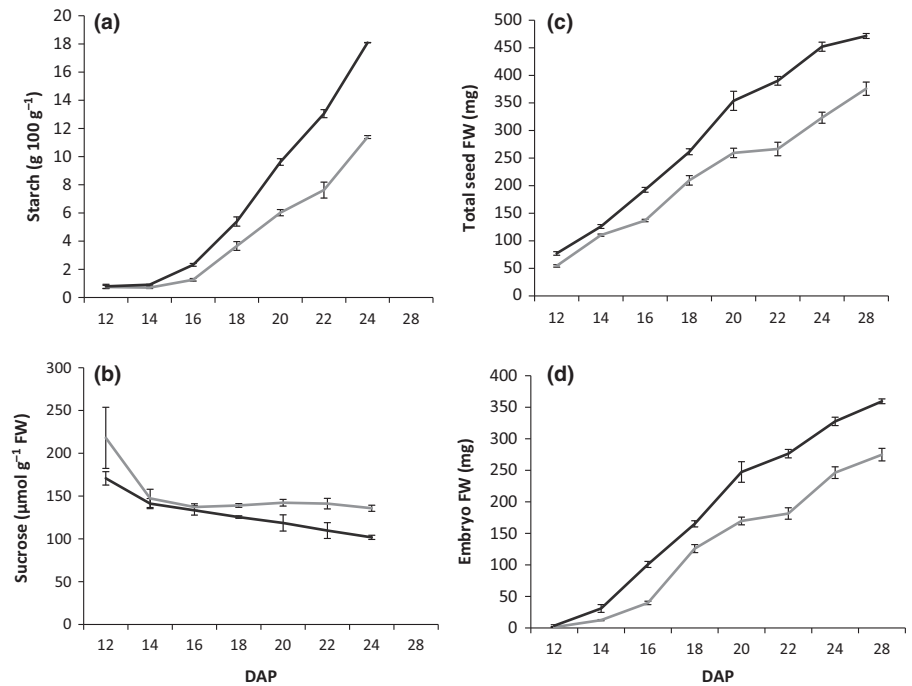 (a)
Starch (g 100 g⁻¹)
20
18
16
14
12
10
8
6
4
2
0
12 14 16 18 20 22 24 28
(c)
Total seed FW (mg)
500
450
400
350
300
250
200
150
100
50
0
12 14 16 18 20 22 24 28
(b)
Sucrose (µmol g⁻¹ FW)
300
250
200
150
100
50
0
12 14 16 18 20 22 24 28
DAP
(d)
Embryo FW (mg)
400
350
300
250
200
150
100
50
0
12 14 16 18 20 22 24 28
DAP